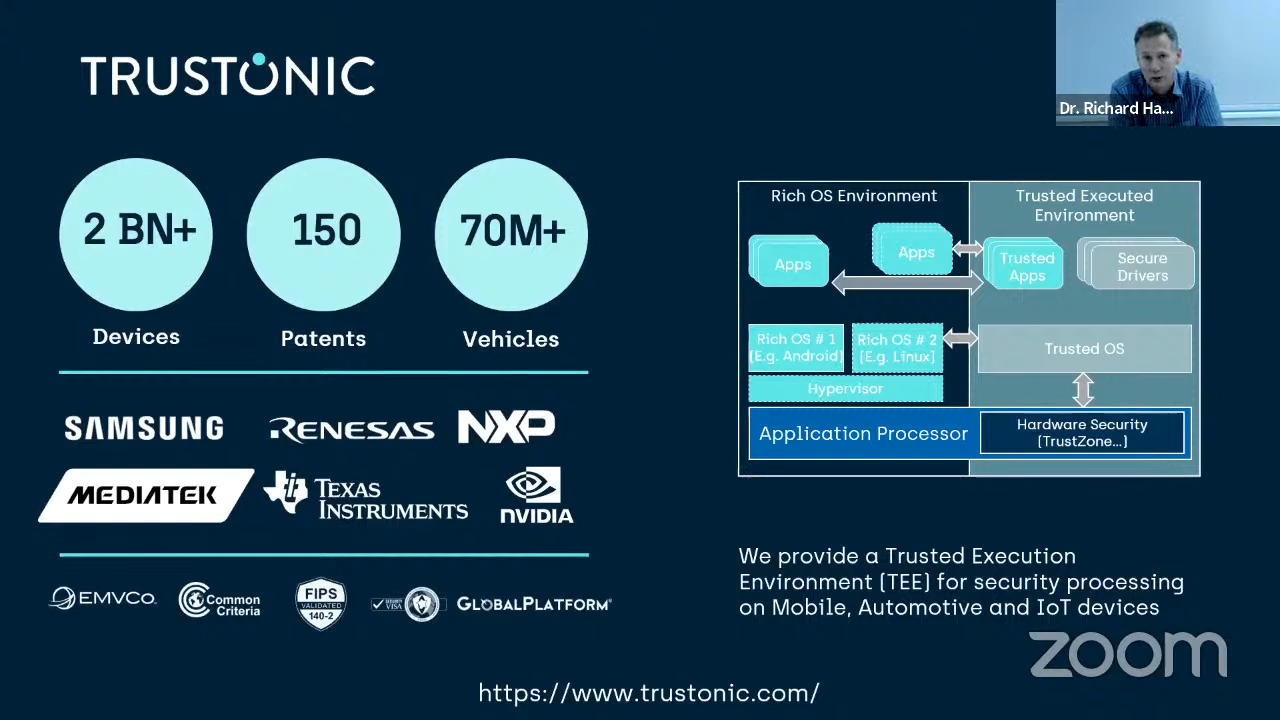 TRUSTONIC
Dr. Richard Ha...
2 BN+
150
70M+
Devices
Patents
Vehicles
SAMSUNG
RENESAS
NXP
MEDIATEK
TEXAS
INSTRUMENTS
NVIDIA
EMVCo
Common
Criteria
FIPS
VALIDATED
140-2
VISA
GLOBALPLATFORM®
Rich OS Environment
Trusted Executed
Environment
Apps
Apps
Trusted
Apps
Secure
Drivers
Rich OS # 1
(E.g. Android)
Rich OS # 2
(E.g. Linux)
Trusted OS
Hypervisor
Application Processor
Hardware Security
(TrustZone...)
We provide a Trusted Execution
Environment (TEE) for security processing
on Mobile, Automotive and IoT devices
zoom
https://www.trustonic.com/